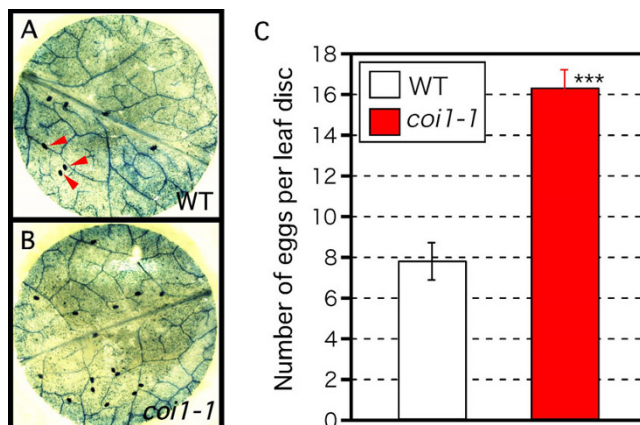 A
WT
B
coi1-1
C
Number of eggs per leaf disc
18
16
14
12
10
8
6
4
2
0
WT
coi1-1
***